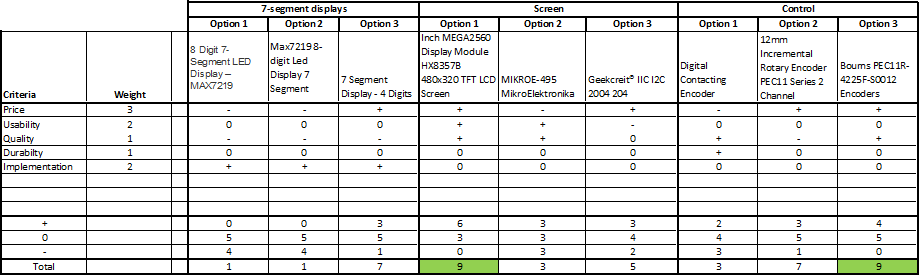 7-segment displays Screen Control
Option 1 Option 2 Option 3 Option 1 Option 2 Option 3 Option 1 Option 2 Option 3
Criteria Weight
8 Digit 7-
Segment LED
Display –
MAX7219
Max7219 8-
digit Led
Display 7
Segment
7 Segment
Display - 4 Digits
Inch MEGA2560
Display Module
HX8357B
480x320 TFT LCD
Screen
MIKROE-495
MikroElektronika
Geekcreit® IIC I2C
2004 204
Digital
Contacting
Encoder
12mm
Incremental
Rotary Encoder
PEC11 Series 2
Channel
Bourns PEC11R-
4225F-S0012
Encoders
Price 3 - - + + - + - + +
Usability 2 0 0 0 + + - 0 0 0
Quality 1 - - - + + 0 + - +
Durabilty 1 0 0 0 0 0 0 + 0 0
Implementation 2 + + + 0 0 0 0 0 0
+ 0 0 3 6 3 3 2 3 4
0 5 5 5 3 3 4 4 5 5
- 4 4 1 0 3 2 3 1 0
Total 1 1 7 9 3 5 3 7 9